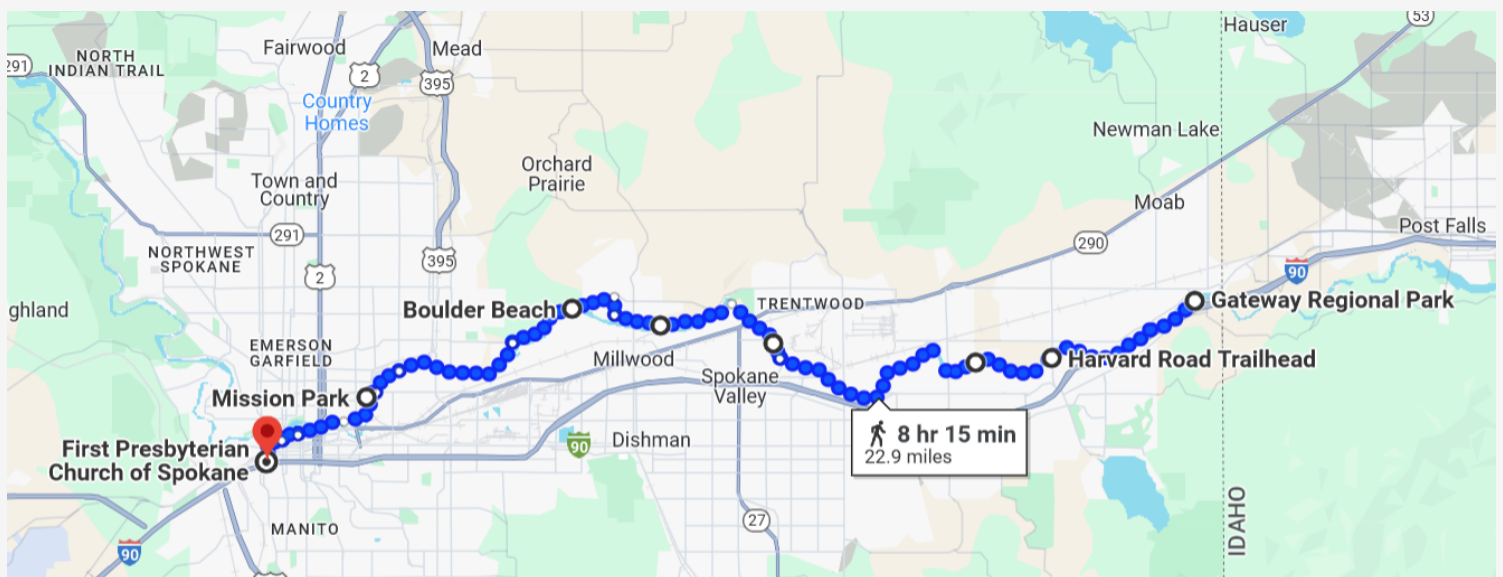 Hauser
53
Fairwood
Mead
NORTH
INDIAN TRAIL
291
2
395
Country
Homes
Newman Lake
Orchard
Prairie
Town and
Country
Moab
Post Falls
291
290
NORTHWEST
SPOKANE
395
2
90
Gateway Regional Park
TRENTWOOD
Boulder Beach
ghland
EMERSON
GARFIELD
Millwood
Harvard Road Trailhead
Spokane
Valley
Mission Park
8 hr 15 min
22.9 miles
First Presbyterian
Church of Spokane
90
Dishman
IDAHO
MANITO
27
90